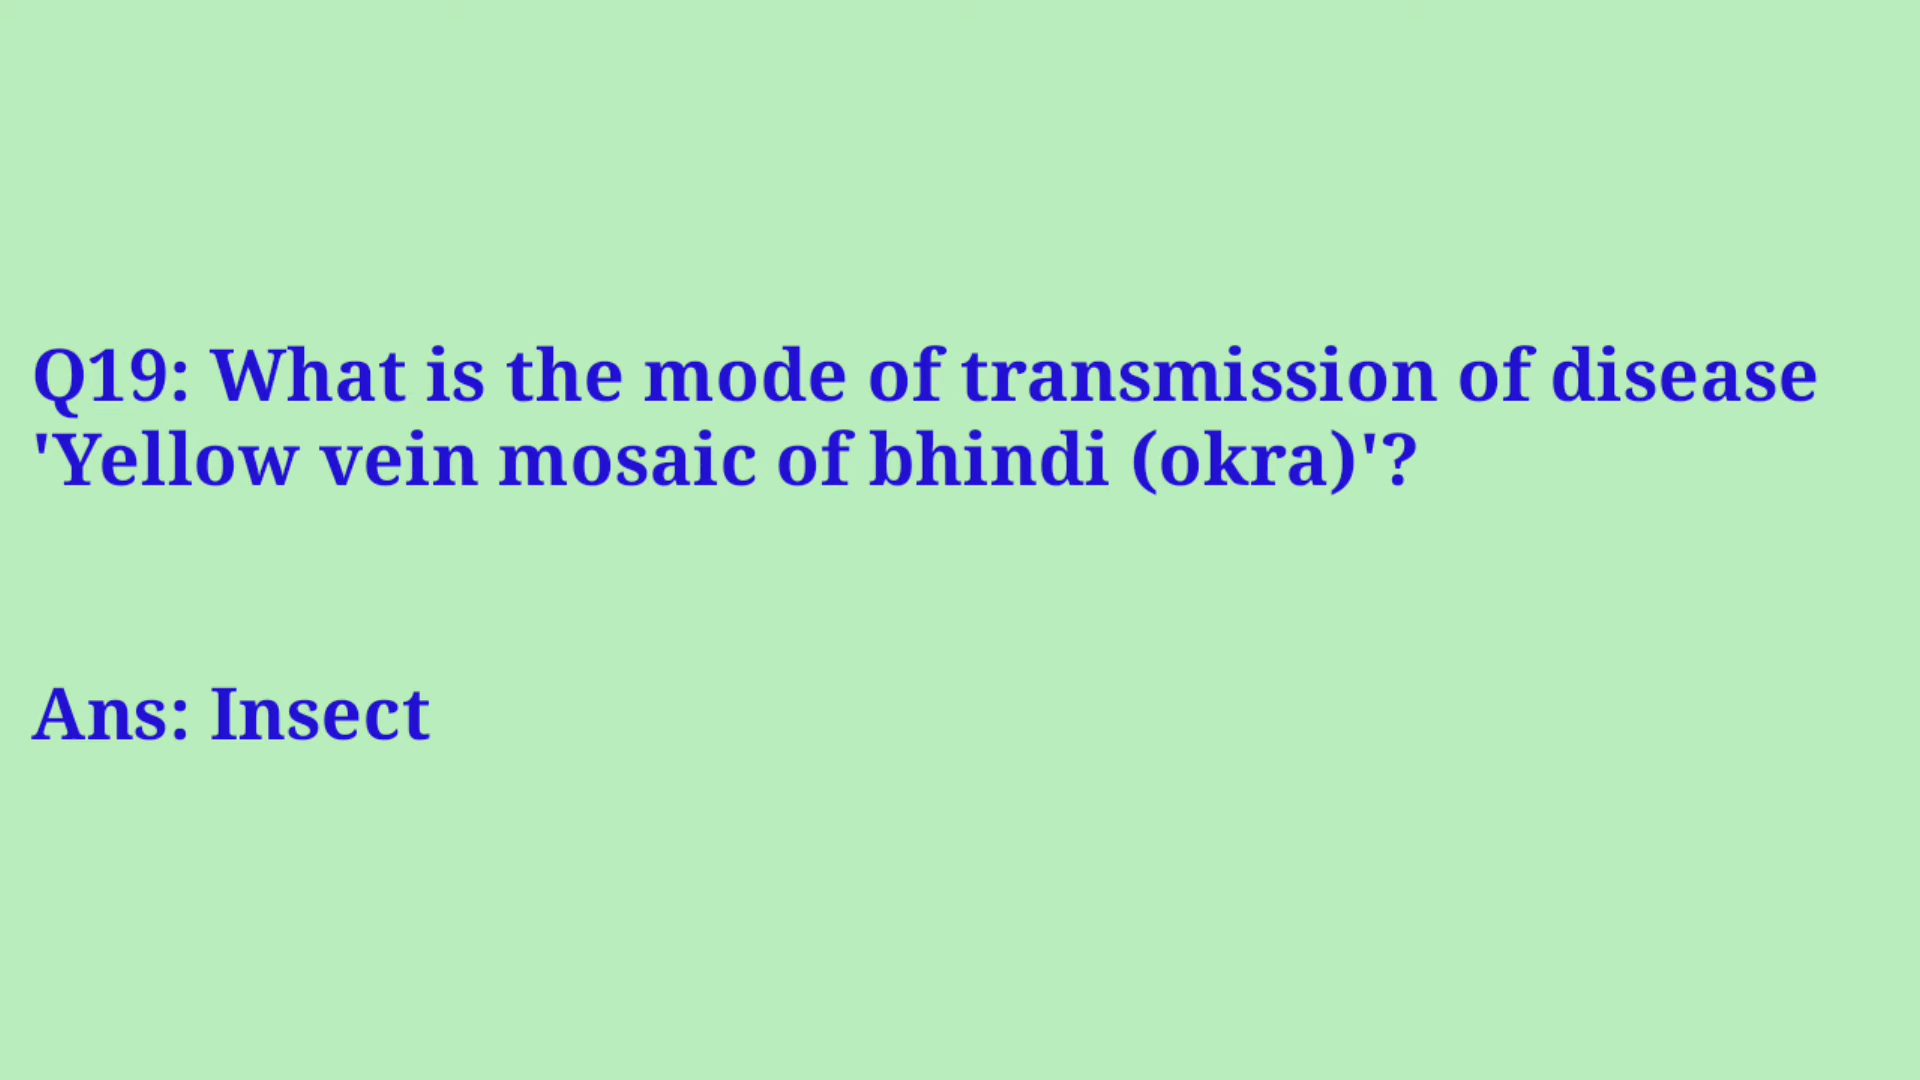 Q19: What is the mode of transmission of disease
'Yellow vein mosaic of bhindi (okra)'?
Ans: Insect